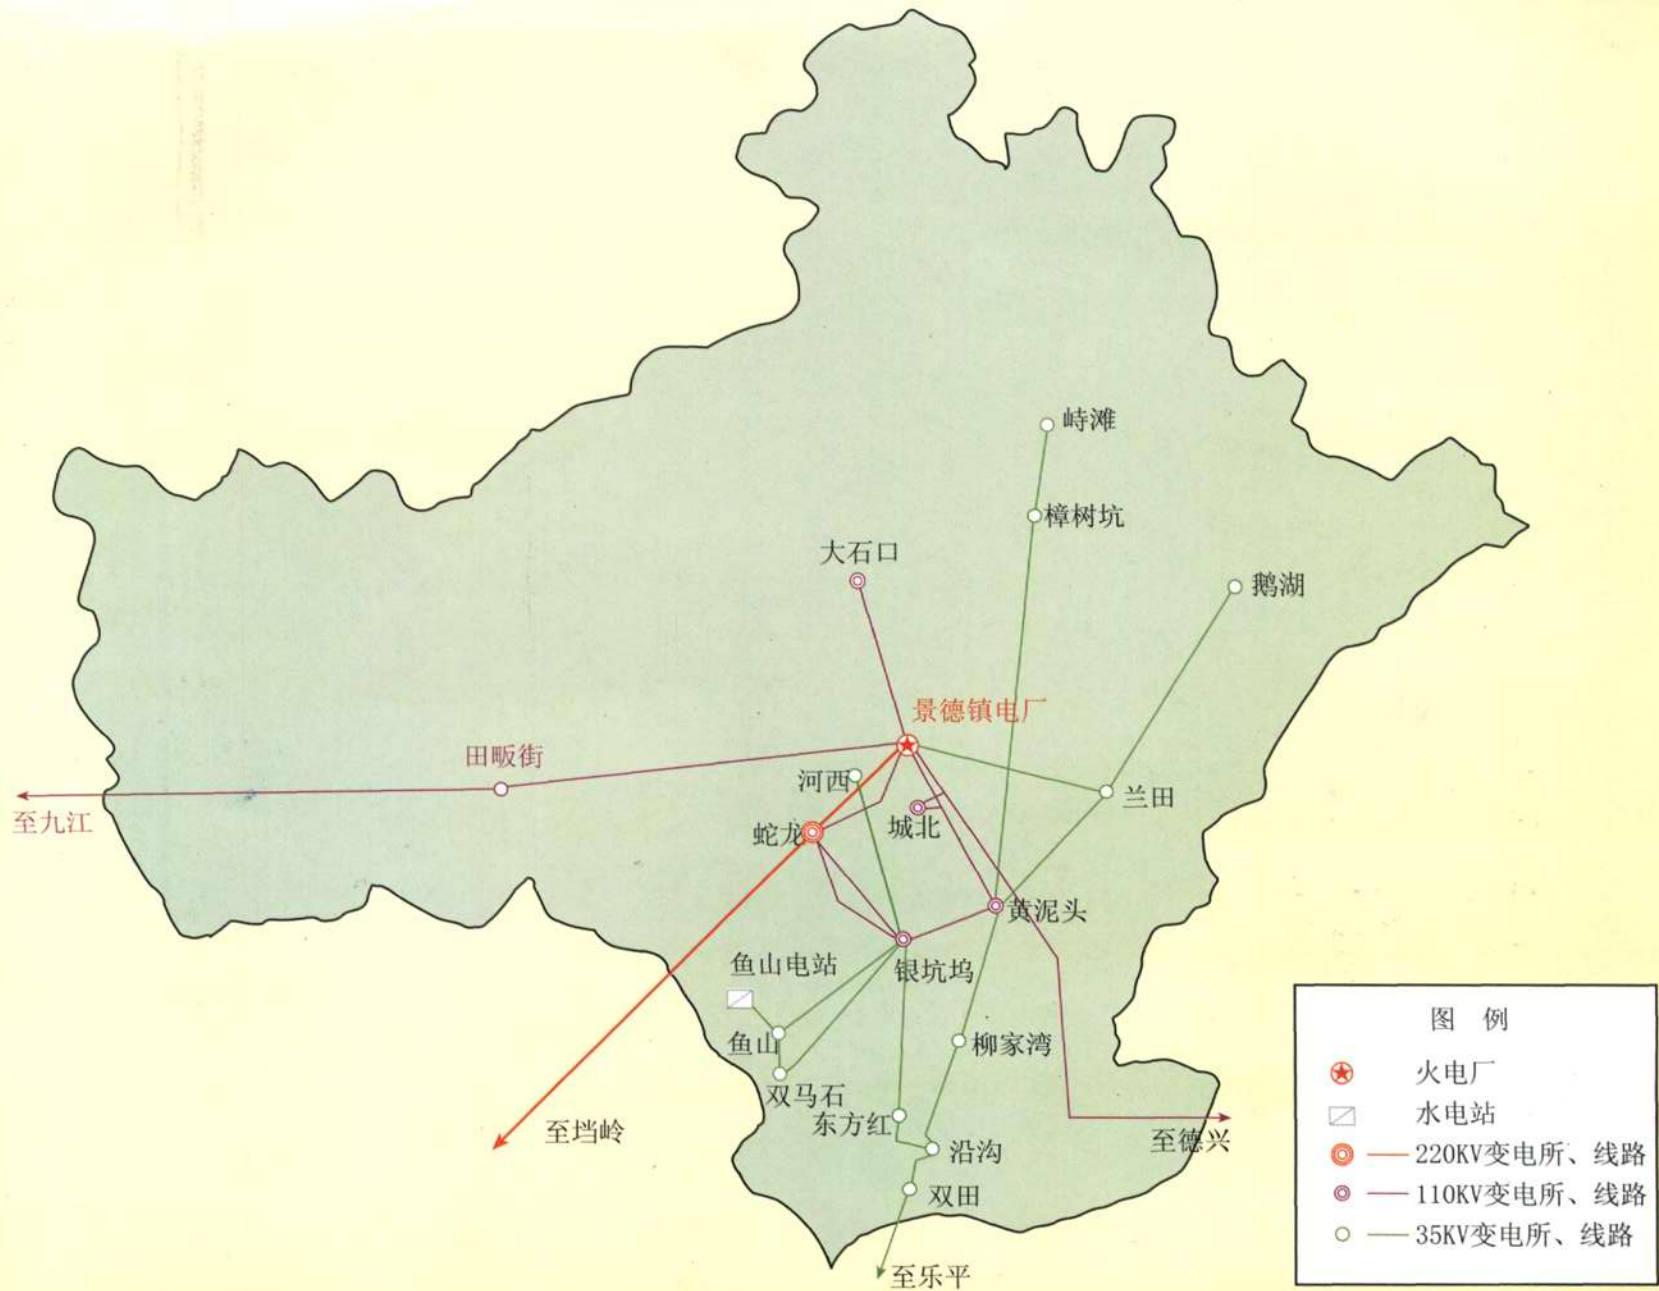 峙滩
樟树坑
大石口
鹅湖
景德镇电厂
田畈街
河西
兰田
至九江
城北
蛇龙
黄泥头
鱼山电站
银坑坞
鱼山
柳家湾
双马石
东方红
至垱岭
沿沟
至德兴
双田
至乐平
图 例
火电厂
水电站
220KV变电所、线路
110KV变电所、线路
35KV变电所、线路